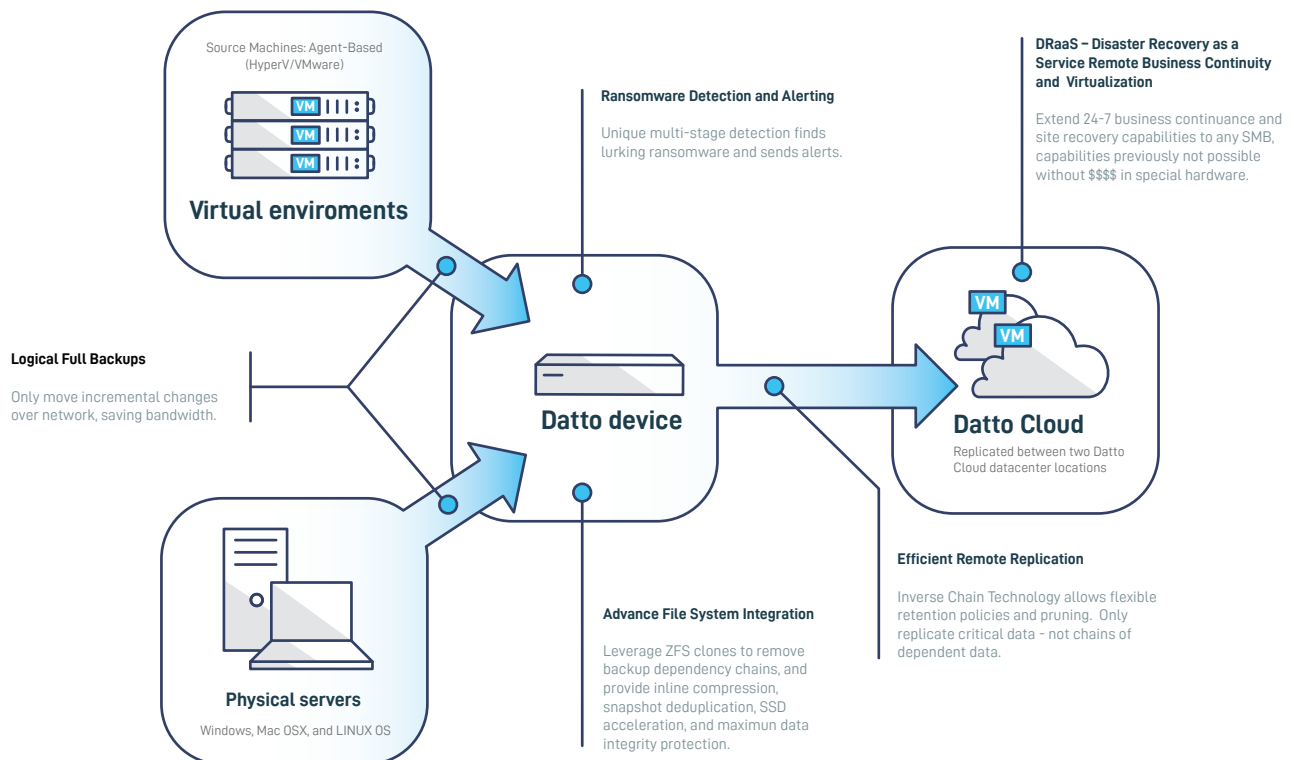 Source Machines: Agent-Based
(HyperV/VMware)
VM
VM
VM
Virtual enviroments
Ransomware Detection and Alerting
Unique multi-stage detection finds
lurking ransomware and sends alerts.
DRaaS – Disaster Recovery as a
Service Remote Business Continuity
and Virtualization
Extend 24-7 business continuance and
site recovery capabilities to any SMB,
capabilities previously not possible
without $$$$ in special hardware.
Logical Full Backups
Only move incremental changes
over network, saving bandwidth.
Datto device
VM
VM
Datto Cloud
Replicated between two Datto
Cloud datacenter locations
Physical servers
Windows, Mac OSX, and LINUX OS
Advance File System Integration
Leverage ZFS clones to remove
backup dependency chains, and
provide inline compression,
snapshot deduplication, SSD
acceleration, and maximun data
integrity protection.
Efficient Remote Replication
Inverse Chain Technology allows flexible
retention policies and pruning. Only
replicate critical data - not chains of
dependent data.